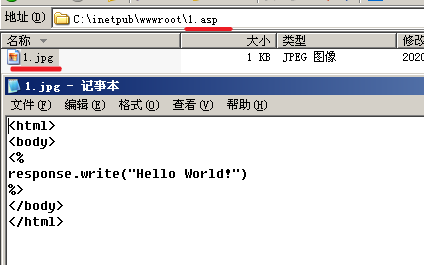 地址(D) C:\inetpub\wwwroot\1.asp
名称 大小 类型 修改
1.jpg 1 KB JPEG 图像 2020
1.jpg - 记事本
文件(F) 编辑(E) 格式(O) 查看(V) 帮助(H)
<html>
<body>
<%
response.write("Hello World!")
%>
</body>
</html>